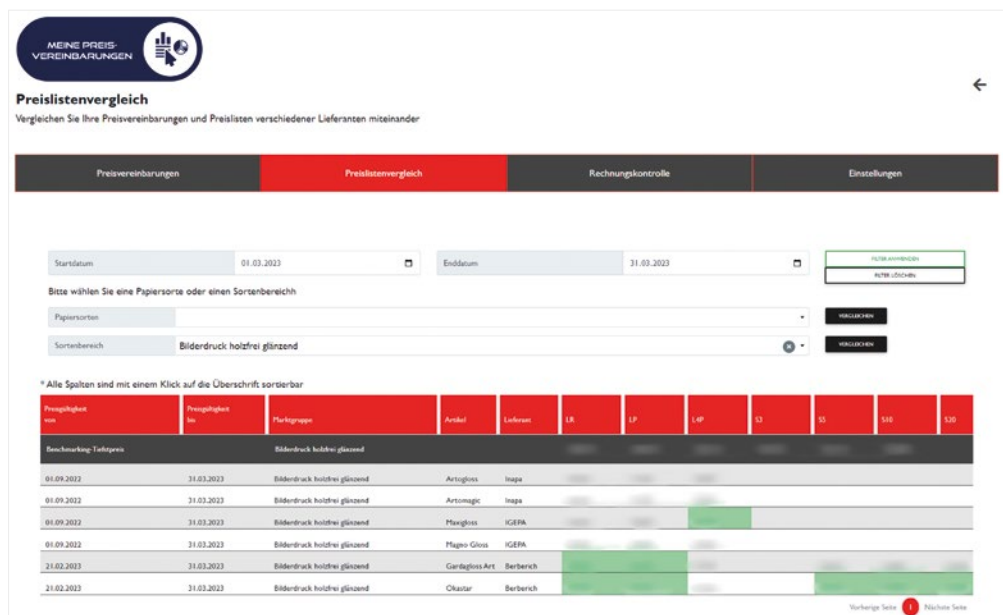 MEINE PREIS-
VEREINBARUNGEN
Preislistenvergleich
Vergleichen Sie Ihre Preisvereinbarungen und Preislisten verschiedener Lieferanten miteinander
Preisvereinbarungen Preislistenvergleich Rechnungskontrolle Einstellungen
Startdatum 01.03.2023 Enddatum 31.03.2023 FILTER ANWENDEN
FILTER LÖSCHEN
Bitte wählen Sie eine Papiersorte oder einen Sortenbereichh
Papiersorten VERGLEICHEN
Sortenbereich Bilderdruck holzfrei glänzend VERGLEICHEN
* Alle Spalten sind mit einem Klick auf die Überschrift sortierbar
Preisgültigkeit von Preisgültigkeit bis Marktgruppe Artikel Lieferant LR LP L4P S3 S5 S10 S20
Benchmarking-Tiefstpreis Bilderdruck holzfrei glänzend
01.09.2022 31.03.2023 Bilderdruck holzfrei glänzend Artogloss Inapa
01.09.2022 31.03.2023 Bilderdruck holzfrei glänzend Artomagic Inapa
01.09.2022 31.03.2023 Bilderdruck holzfrei glänzend Maxigloss IGEPA
01.09.2022 31.03.2023 Bilderdruck holzfrei glänzend Magno Gloss IGEPA
21.02.2023 31.03.2023 Bilderdruck holzfrei glänzend Gardagloss Art Berberich
21.02.2023 31.03.2023 Bilderdruck holzfrei glänzend Okastar Berberich
Vorherige Seite 1 Nächste Seite